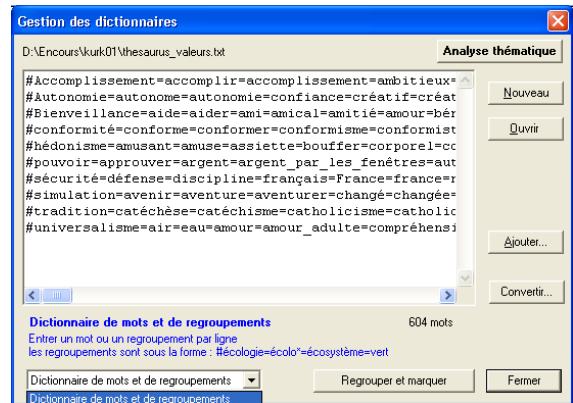 Gestion des dictionnaires
D:\Encours\kurk01\thesaurus_valeurs.txt
Analyse thématique
#Accomplissement=accomplir=accomplissement=ambitieux=
#Autonomie=autonome=autonomie=confiance=créatif=créat
#Bienveillance=aide=aider=ami=amical=amitié=amour=bér
#conformité=conforme=conformer=conformisme=conformist
#hédonisme=amusant=amuse=assiette=bouffer=corporel=cc
#pouvoir=approuver=argent=argent_par_les_fenêtres=aut
#sécurité=défense=discipline=français=France=france=r
#simulation=avenir=aventure=aventurer=changé=changée=
#tradition=catéchèse=catéchisme=catholicisme=catholic
#universalisme=air=eau=amour=amour_adulte=compréhensi
Nouveau
Ouvrir
Ajouter...
Convertir...
Dictionnaire de mots et de regroupements
604 mots
Entrer un mot ou un regroupement par ligne
les regroupements sont sous la forme : #écologie=écolo*=écosystème=vert
Dictionnaire de mots et de regroupements
Regrouper et marquer
Fermer
Dictionnaire de mots et de regroupements